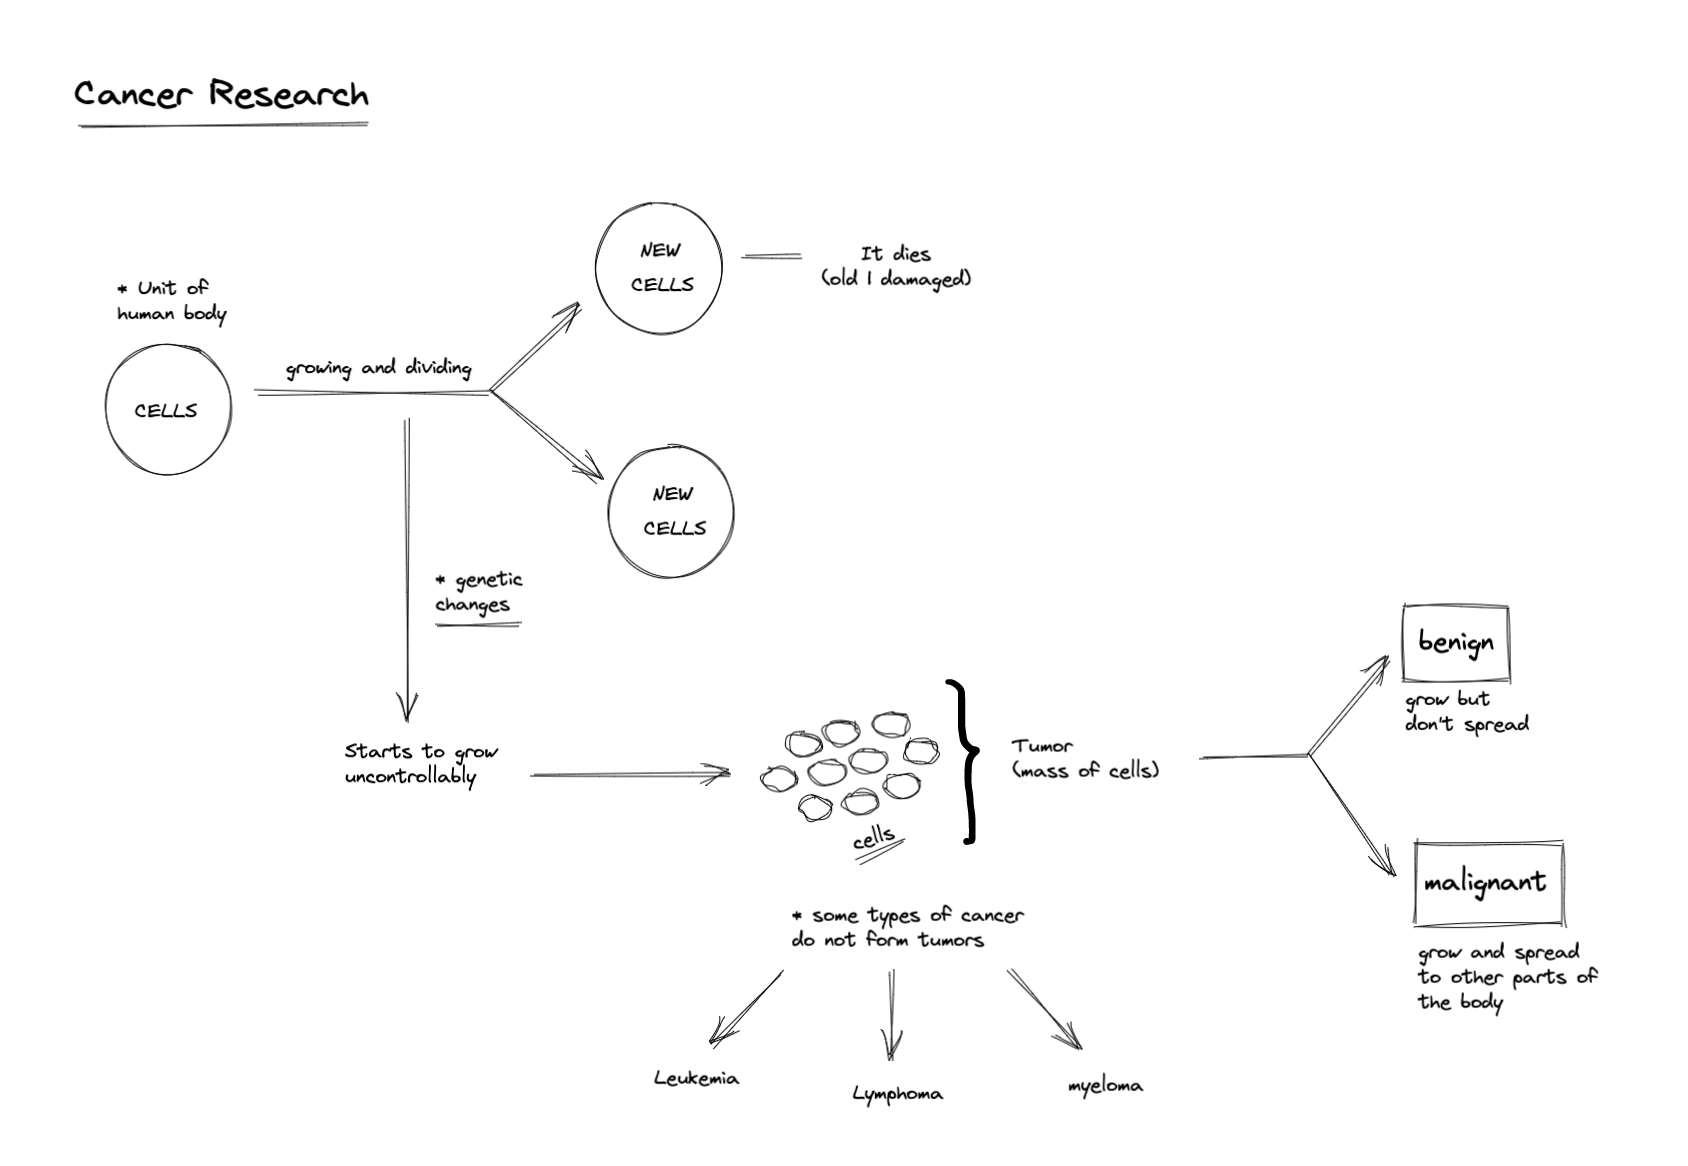 Cancer Research
* Unit of
human body
CELLS
growing and dividing
NEW
CELLS
It dies
(old I damaged)
NEW
CELLS
* genetic
changes
Starts to grow
uncontrollably
cells
Tumor
(mass of cells)
benign
grow but
don't spread
malignant
grow and spread
to other parts of
the body
* some types of cancer
do not form tumors
Leukemia
Lymphoma
myeloma